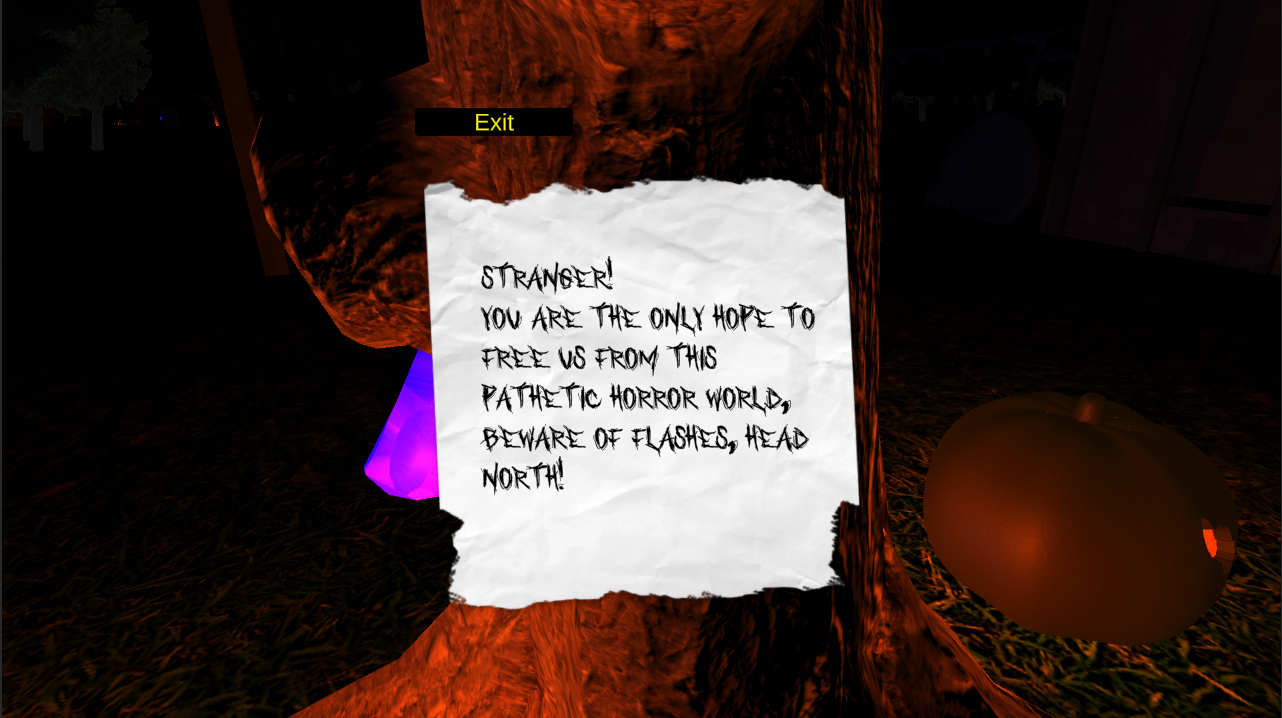 Exit
STRANGER!
YOU ARE THE ONLY HOPE TO
FREE US FROM THIS
PATHETIC HORROR WORLD,
BEWARE OF FLASHES, HEAD
NORTH!